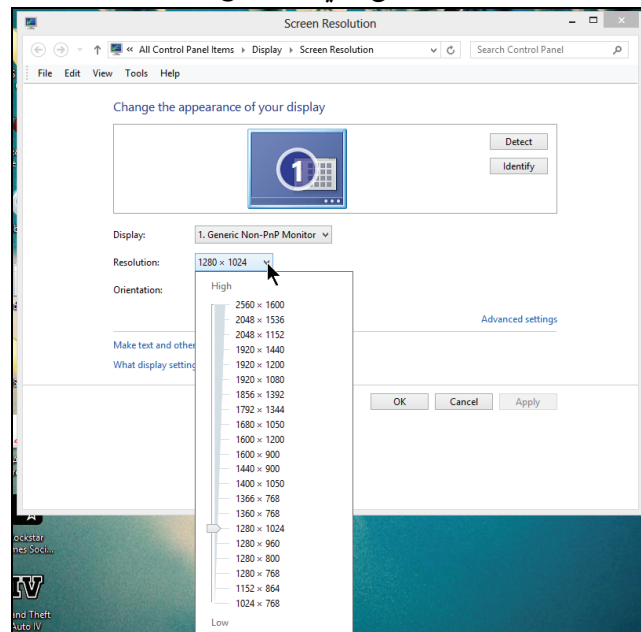 Screen Resolution
« All Control Panel Items Display Screen Resolution Search Control Panel
File Edit View Tools Help
Change the appearance of your display
1
Detect
Identify
Display: 1. Generic Non-PnP Monitor
Resolution: 1280 × 1024
Orientation:
High
2560 × 1600
2048 × 1536
Advanced settings
2048 × 1152
Make text and other
1920 × 1440
What display setting
1920 × 1200
1920 × 1080
1856 × 1392
OK Cancel Apply
1792 × 1344
1680 × 1050
1600 × 1200
1600 × 900
1440 × 900
1400 × 1050
1366 × 768
1360 × 768
1280 × 1024
1280 × 960
1280 × 800
1280 × 768
1152 × 864
1024 × 768
Low
ockstar
mes Soci...
IV
and Theft
Auto IV